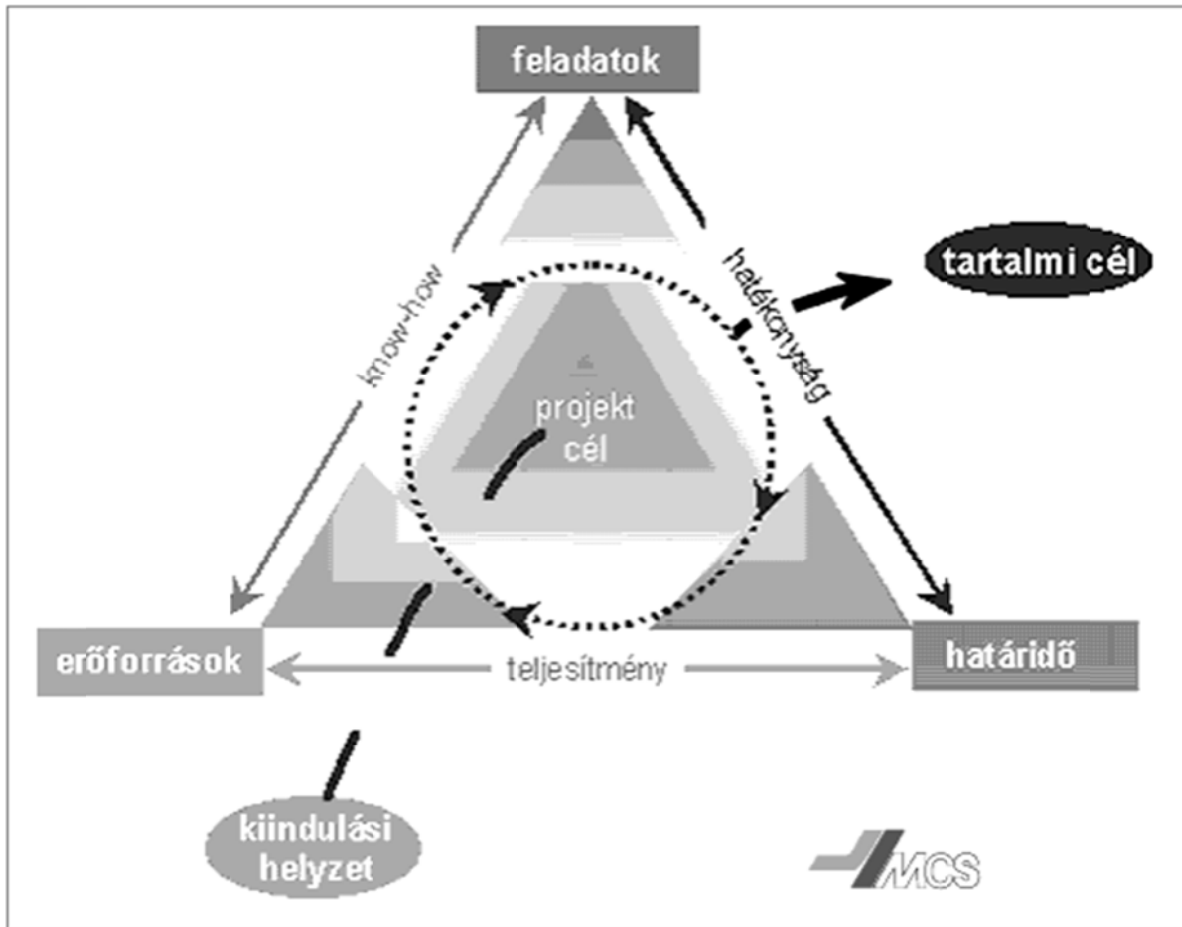 feladatok
tartalmi cél
know-how
hatékonyság
projekt
cél
erőforrások
határidő
teljesítmény
kiindulási
helyzet
MCS